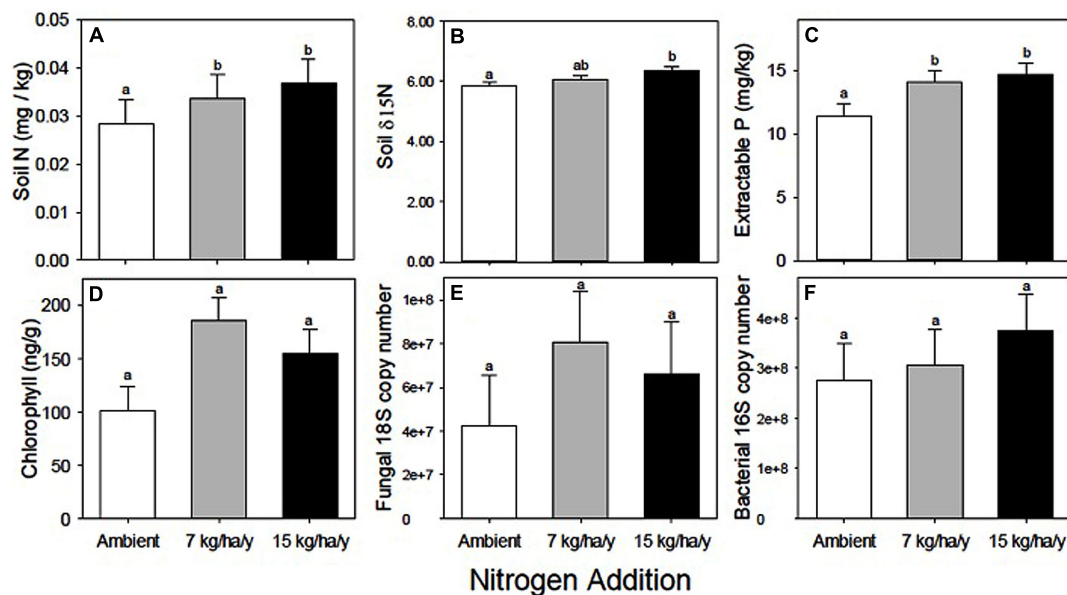 A
Soil N (mg / kg)
0.05
0.04
0.03
0.02
0.01
0.00
a
b
b
B
Soil δ15N
8.00
6.00
4.00
2.00
0.00
a
ab
b
C
Extractable P (mg/kg)
15
10
5
0
a
b
b
D
Chlorophyll (ng/g)
200
150
100
50
0
a
a
a
Ambient
7 kg/ha/y
15 kg/ha/y
E
Fungal 18S copy number
1e+8
8e+7
6e+7
4e+7
2e+7
0
a
a
a
Ambient
7 kg/ha/y
15 kg/ha/y
F
Bacterial 16S copy number
4e+8
3e+8
2e+8
1e+8
0
a
a
a
Ambient
7 kg/ha/y
15 kg/ha/y
Nitrogen Addition